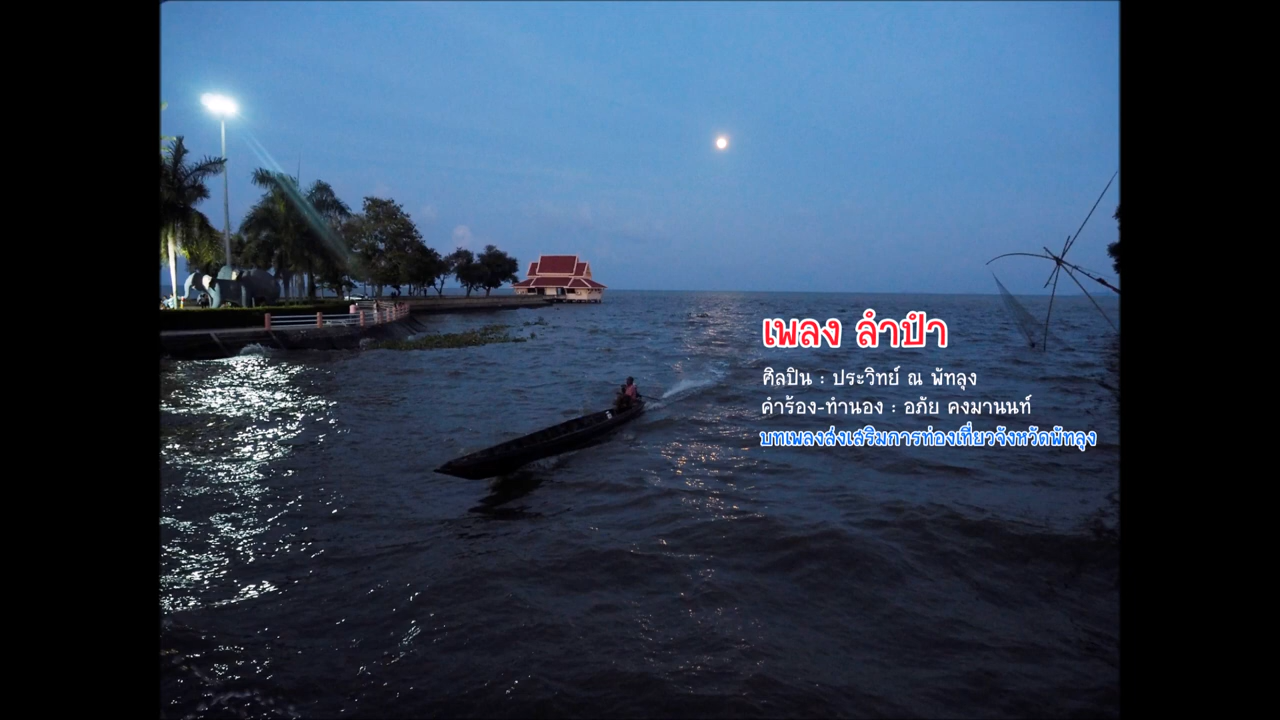 เพลง ลำปำ
ศิลปิน : ประวิทย์ ณ พัทลุง
คำร้อง-ทำนอง : อภัย คงมานนท์
บทเพลงส่งเสริมการท่องเที่ยวจังหวัดพัทลุง